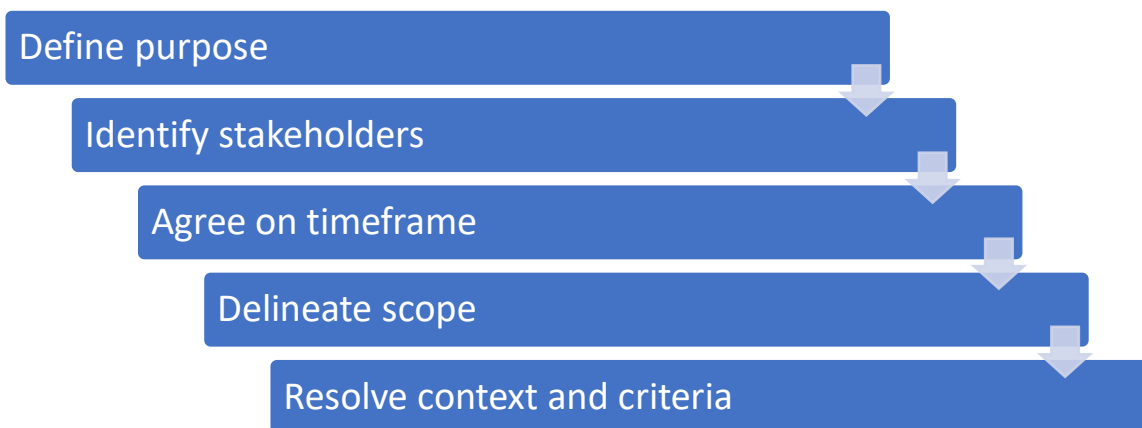 Define purpose
Identify stakeholders
Agree on timeframe
Delineate scope
Resolve context and criteria